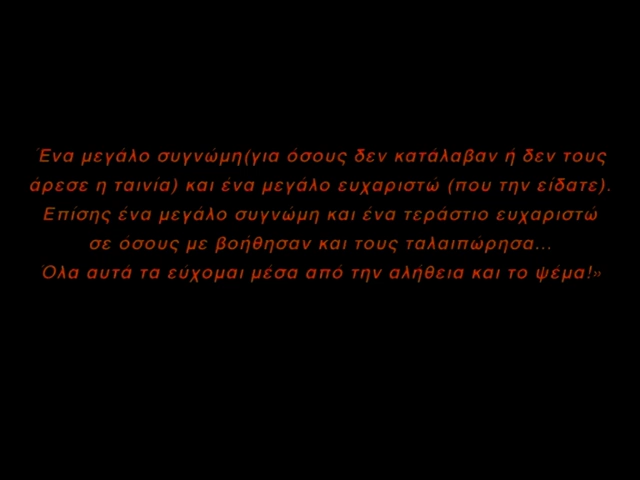 Ένα μεγάλο συγνώμη(για όσους δεν κατάλαβαν ή δεν τους
άρεσε η ταινία) και ένα μεγάλο ευχαριστώ (που την είδατε).
Επίσης ένα μεγάλο συγνώμη και ένα τεράστιο ευχαριστώ
σε όσους με βοήθησαν και τους ταλαιπώρησα...
Όλα αυτά τα εύχομαι μέσα από την αλήθεια και το ψέμα!»